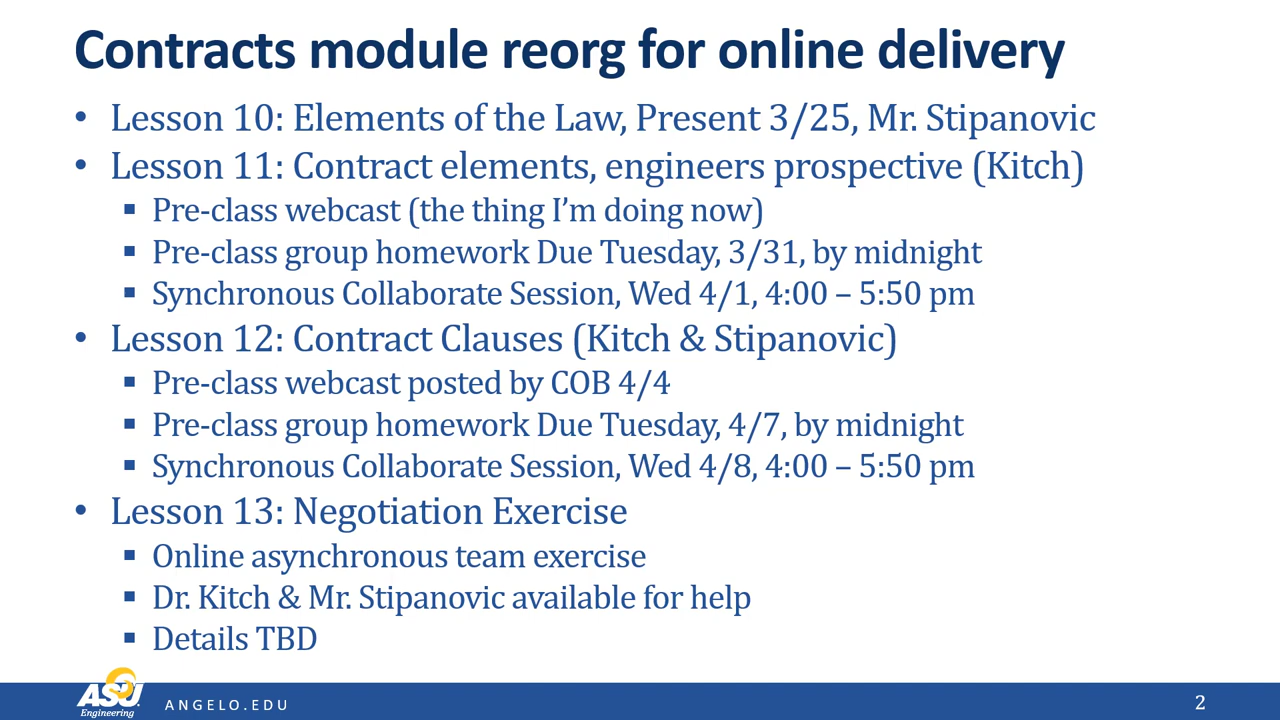 Contracts module reorg for online delivery
• Lesson 10: Elements of the Law, Present 3/25, Mr. Stipanovic
• Lesson 11: Contract elements, engineers prospective (Kitch)
▪ Pre-class webcast (the thing I'm doing now)
▪ Pre-class group homework Due Tuesday, 3/31, by midnight
▪ Synchronous Collaborate Session, Wed 4/1, 4:00 – 5:50 pm
• Lesson 12: Contract Clauses (Kitch & Stipanovic)
▪ Pre-class webcast posted by COB 4/4
▪ Pre-class group homework Due Tuesday, 4/7, by midnight
▪ Synchronous Collaborate Session, Wed 4/8, 4:00 – 5:50 pm
• Lesson 13: Negotiation Exercise
▪ Online asynchronous team exercise
▪ Dr. Kitch & Mr. Stipanovic available for help
▪ Details TBD
ASU
Engineering
ANGELO.EDU
2